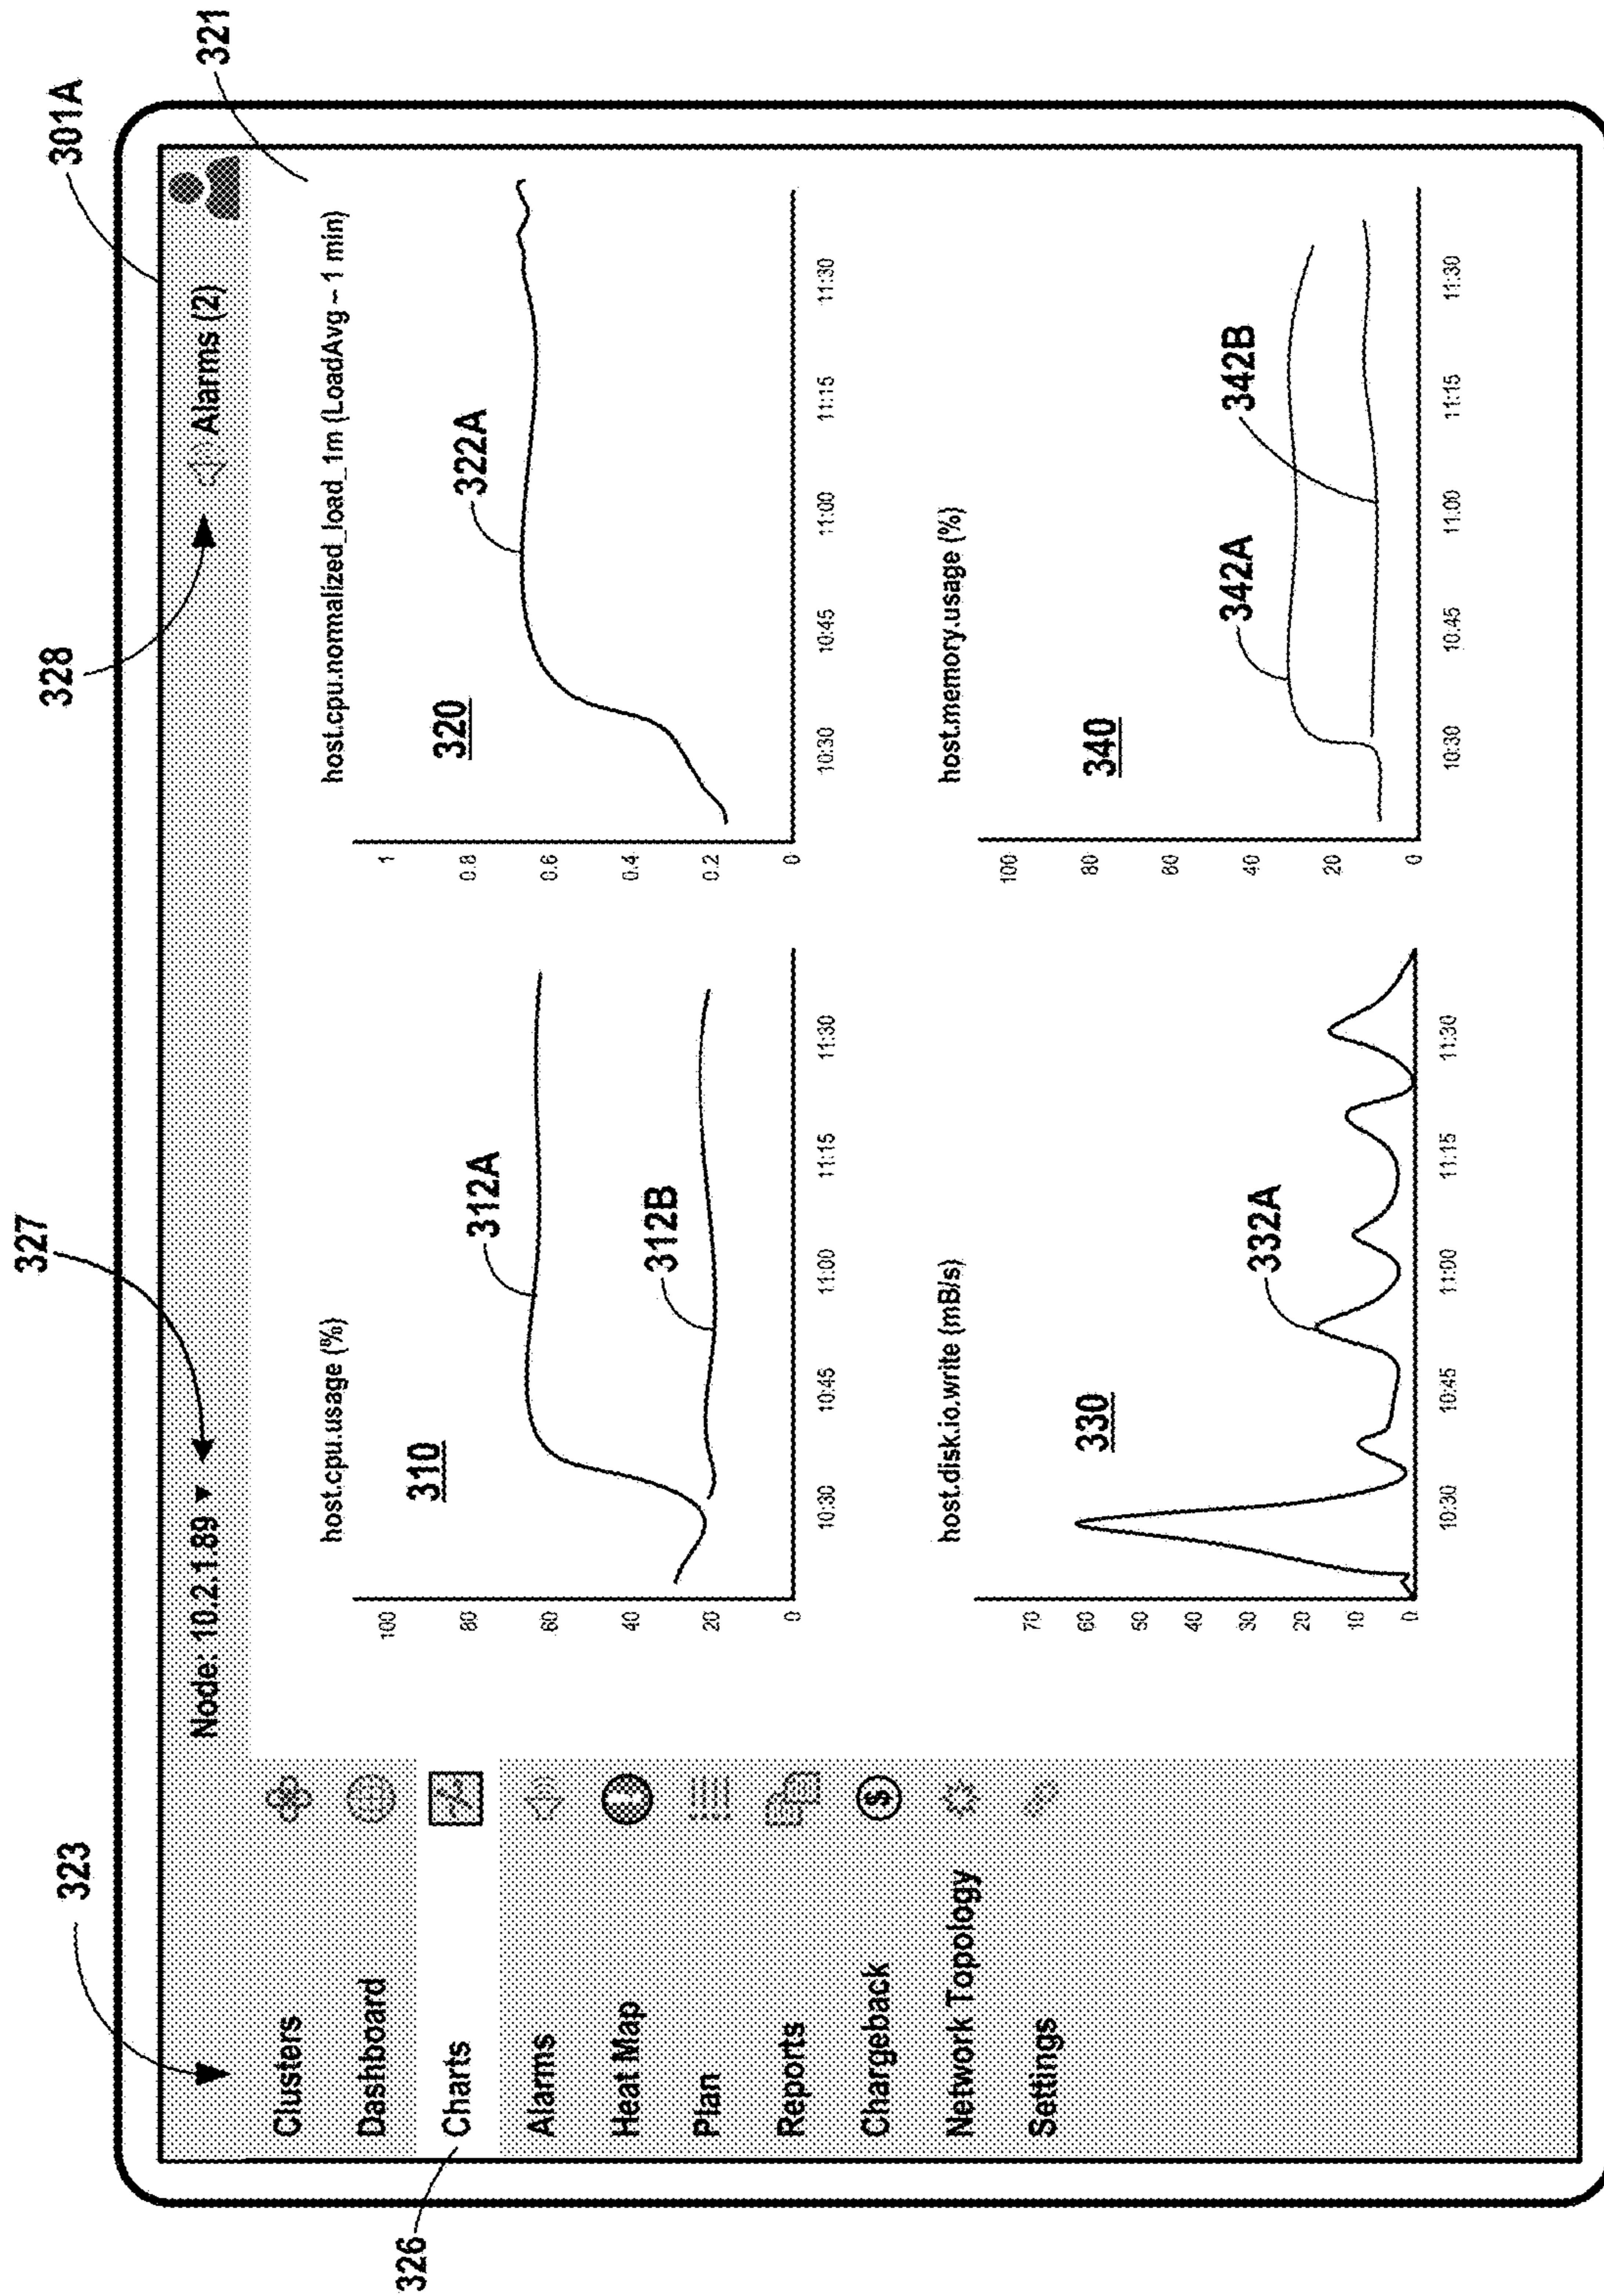 323
327
328
301A
321
326
Node: 10.2.1.89
Alarms (2)
Clusters
Dashboard
Charts
Alarms
Heat Map
Plan
Reports
Chargeback
$
Network Topology
Settings
host.cpu.usage (%)
310
312A
312B
100
80
60
40
20
0
10:30
10:45
11:00
11:15
11:30
host.cpu.normalized_load_1m (LoadAvg ~ 1 min)
320
322A
1
0.8
0.6
0.4
0.2
0
10:30
10:45
11:00
11:15
11:30
host.disk.io.write (mB/s)
330
332A
70
60
50
40
30
20
10
0
10:30
10:45
11:00
11:15
11:30
host.memory.usage (%)
340
342A
342B
100
80
60
40
20
0
10:30
10:45
11:00
11:15
11:30